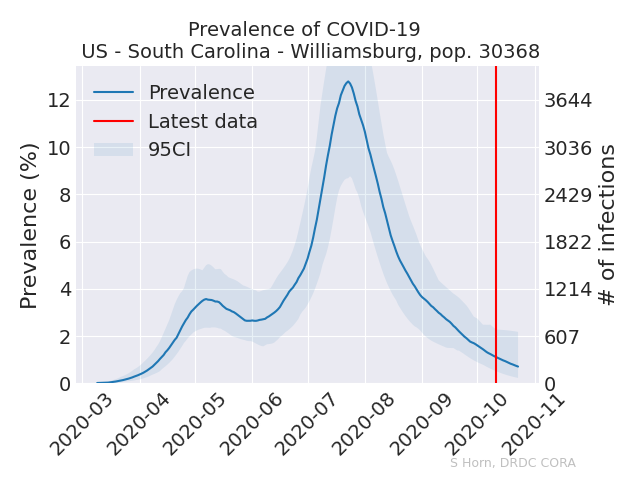 Prevalence of COVID-19
US - South Carolina - Williamsburg, pop. 30368
Prevalence
Latest data
95CI
Prevalence (%)
12
10
8
6
4
2
0
3644
3036
2429
1822
1214
607
0
# of infections
2020-03
2020-04
2020-05
2020-06
2020-07
2020-08
2020-09
2020-10
2020-11
S Horn, DRDC CORA